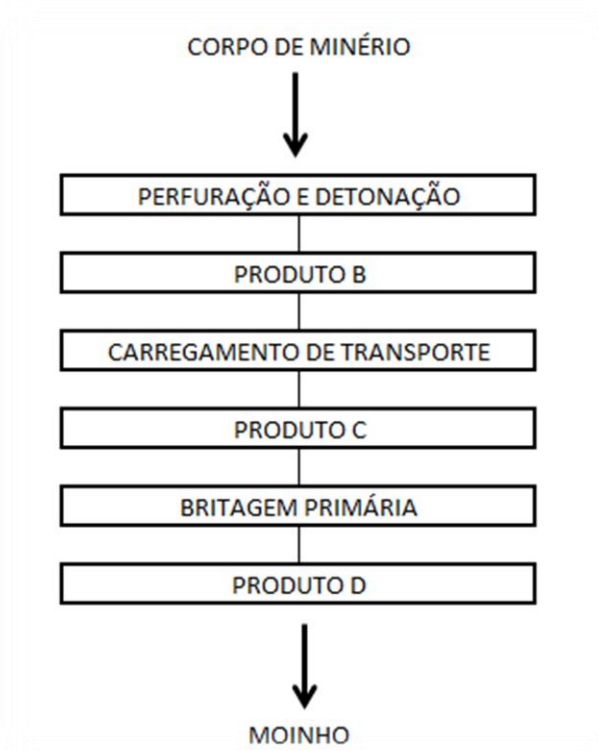 CORPO DE MINÉRIO
PERFURAÇÃO E DETONAÇÃO
PRODUTO B
CARREGAMENTO DE TRANSPORTE
PRODUTO C
BRITAGEM PRIMÁRIA
PRODUTO D
MOINHO